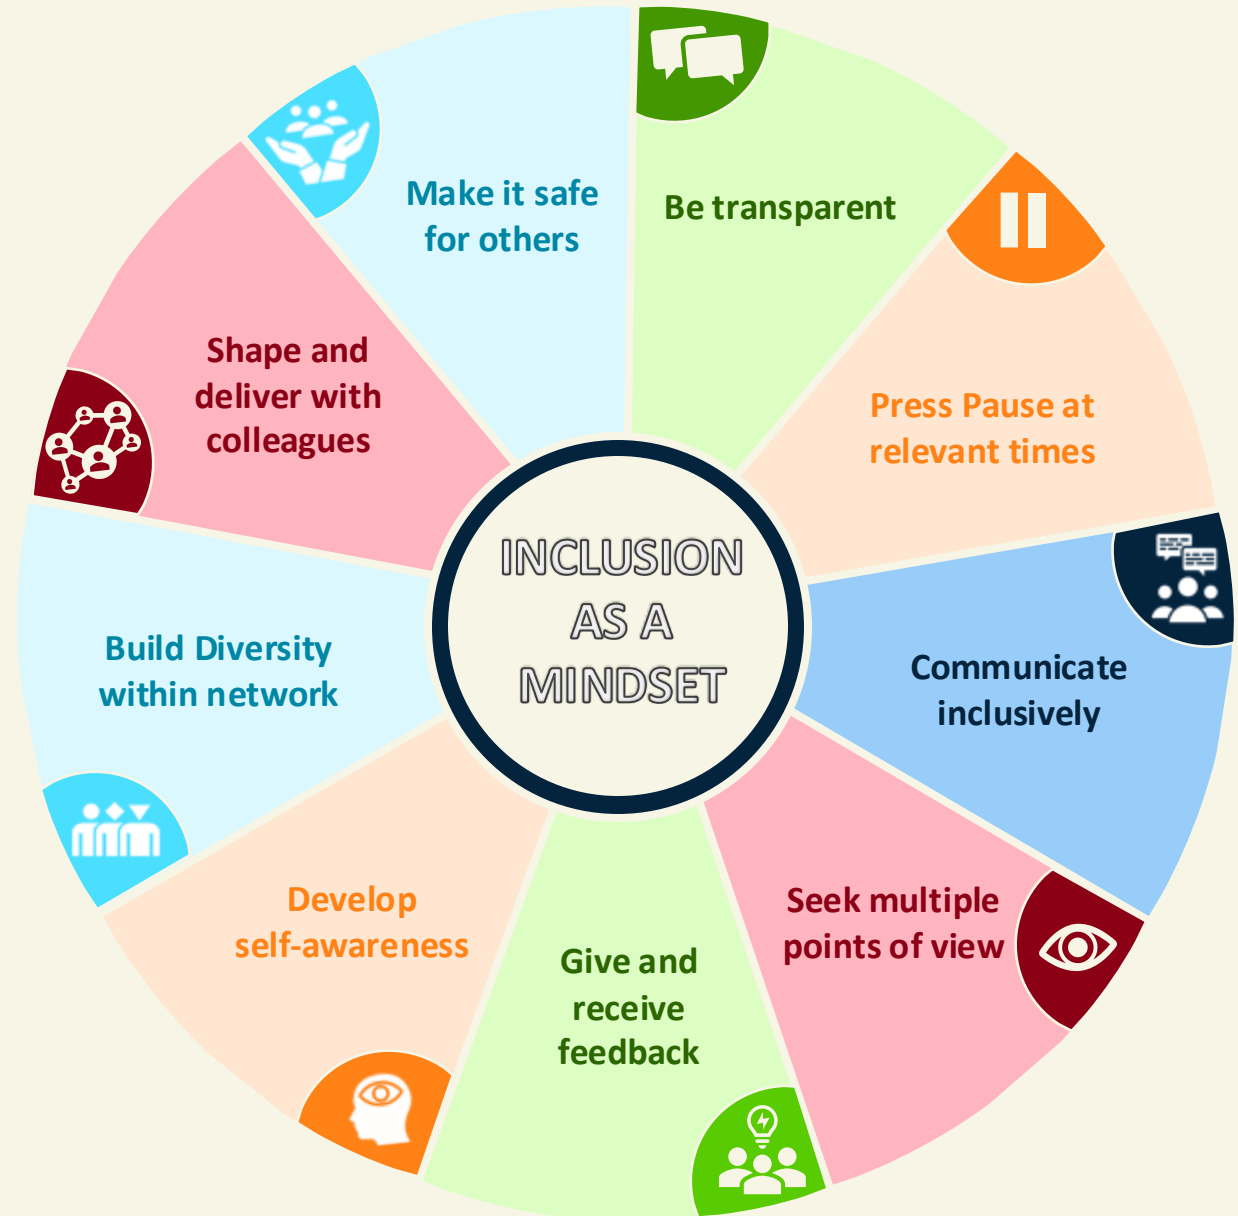 Be transparent
Make it safe
for others
Press Pause at
relevant times
Shape and
deliver with
colleagues
INCLUSION
AS A
MINDSET
Communicate
inclusively
Build Diversity
within network
Seek multiple
points of view
Develop
self-awareness
Give and
receive
feedback